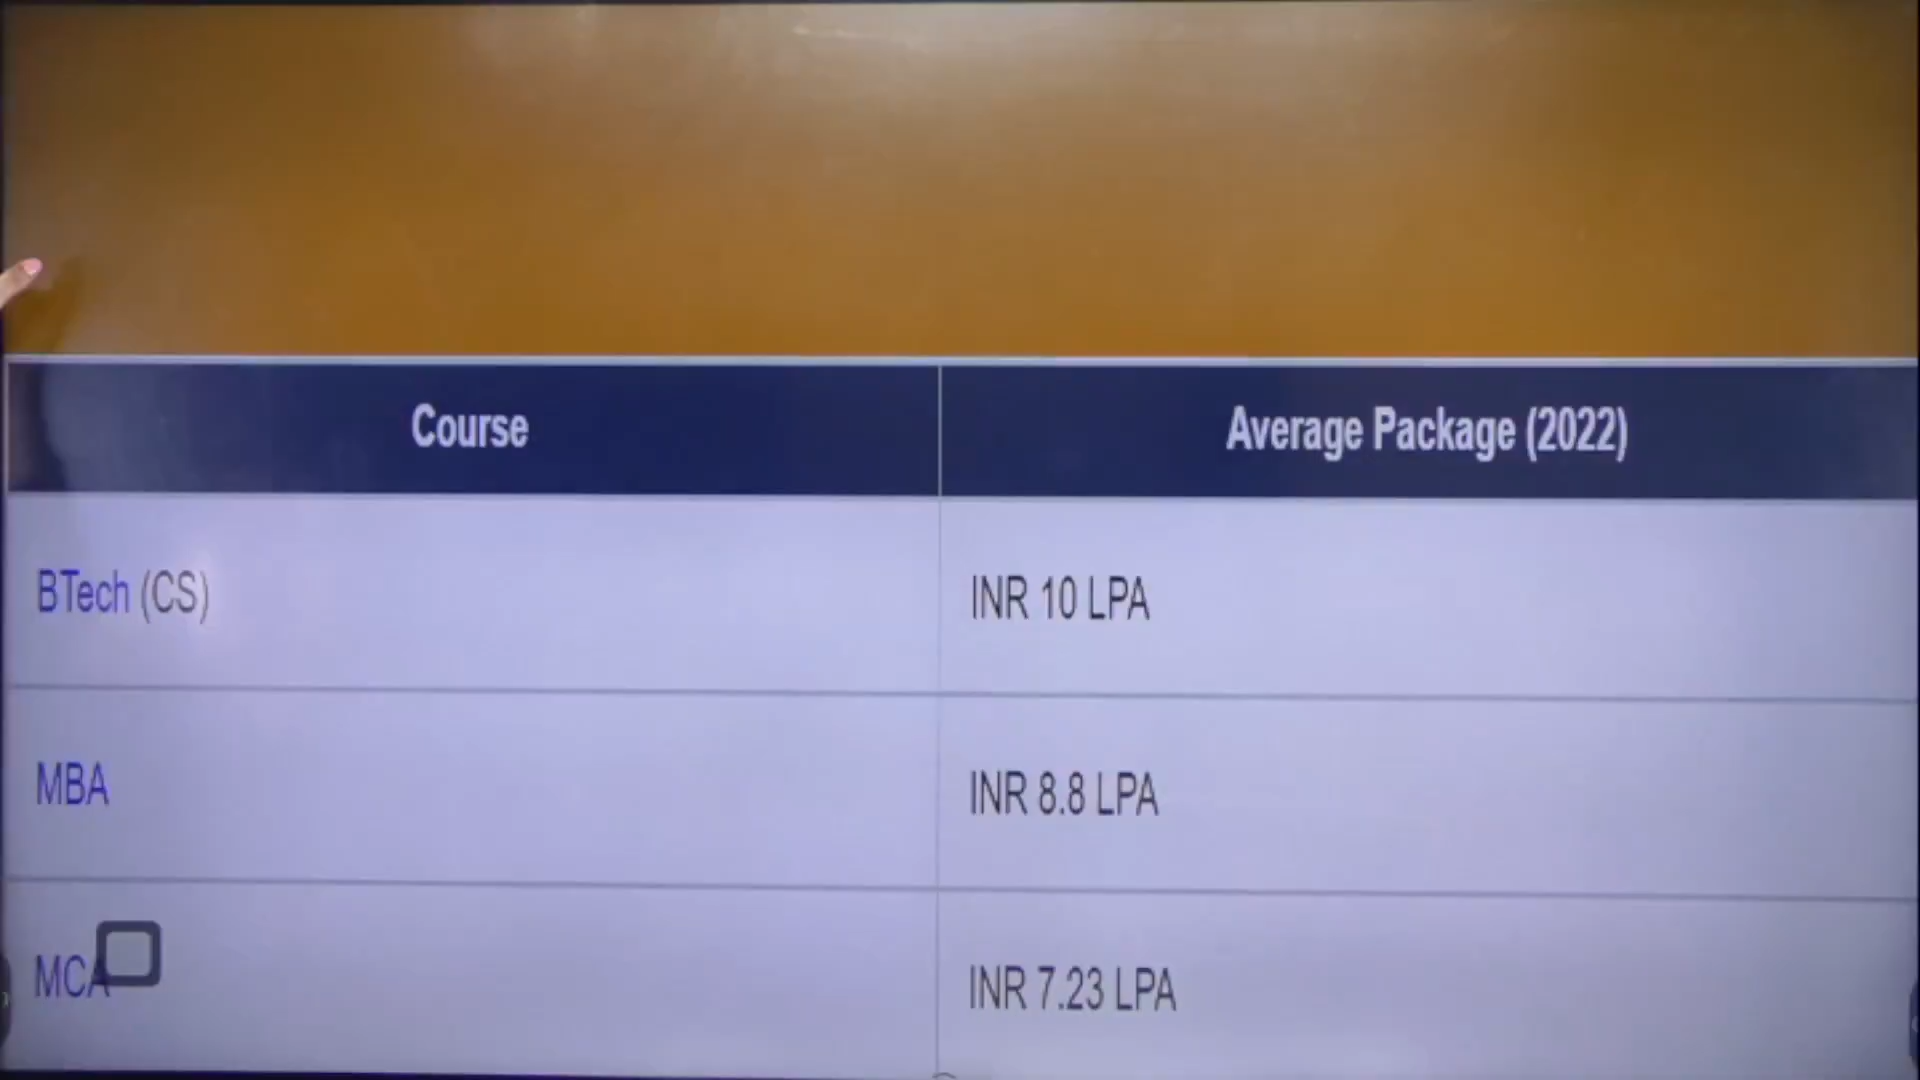 Course Average Package (2022)
BTech (CS) INR 10 LPA
MBA INR 8.8 LPA
MCA INR 7.23 LPA